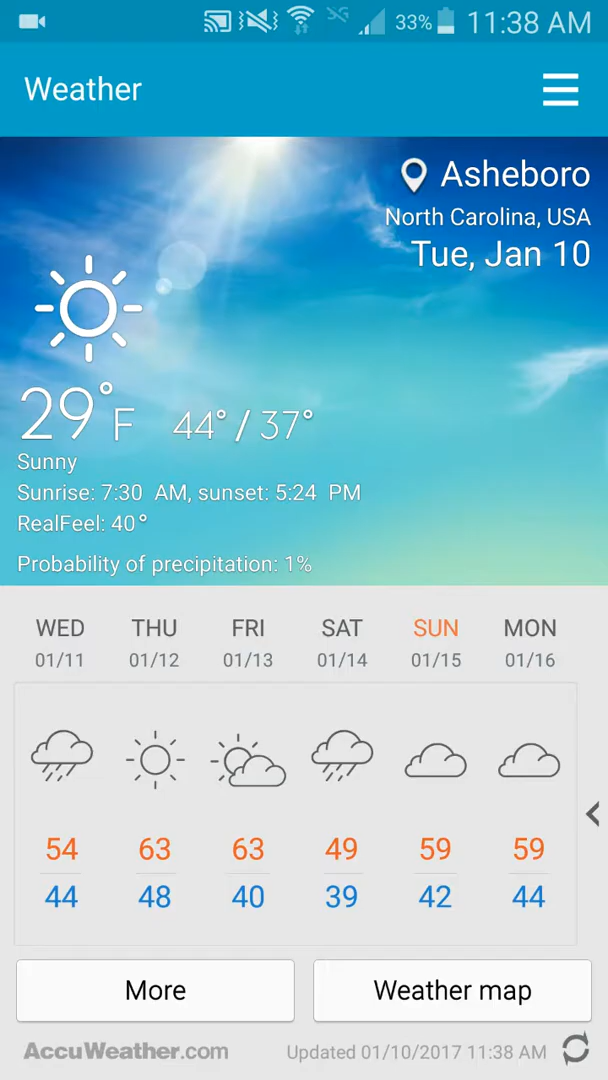 33% 11:38 AM
Weather
Asheboro
North Carolina, USA
Tue, Jan 10
29°F 44° / 37°
Sunny
Sunrise: 7:30 AM, sunset: 5:24 PM
RealFeel: 40°
Probability of precipitation: 1%
WED THU FRI SAT SUN MON
01/11 01/12 01/13 01/14 01/15 01/16
54 63 63 49 59 59
44 48 40 39 42 44
More Weather map
AccuWeather.com Updated 01/10/2017 11:38 AM